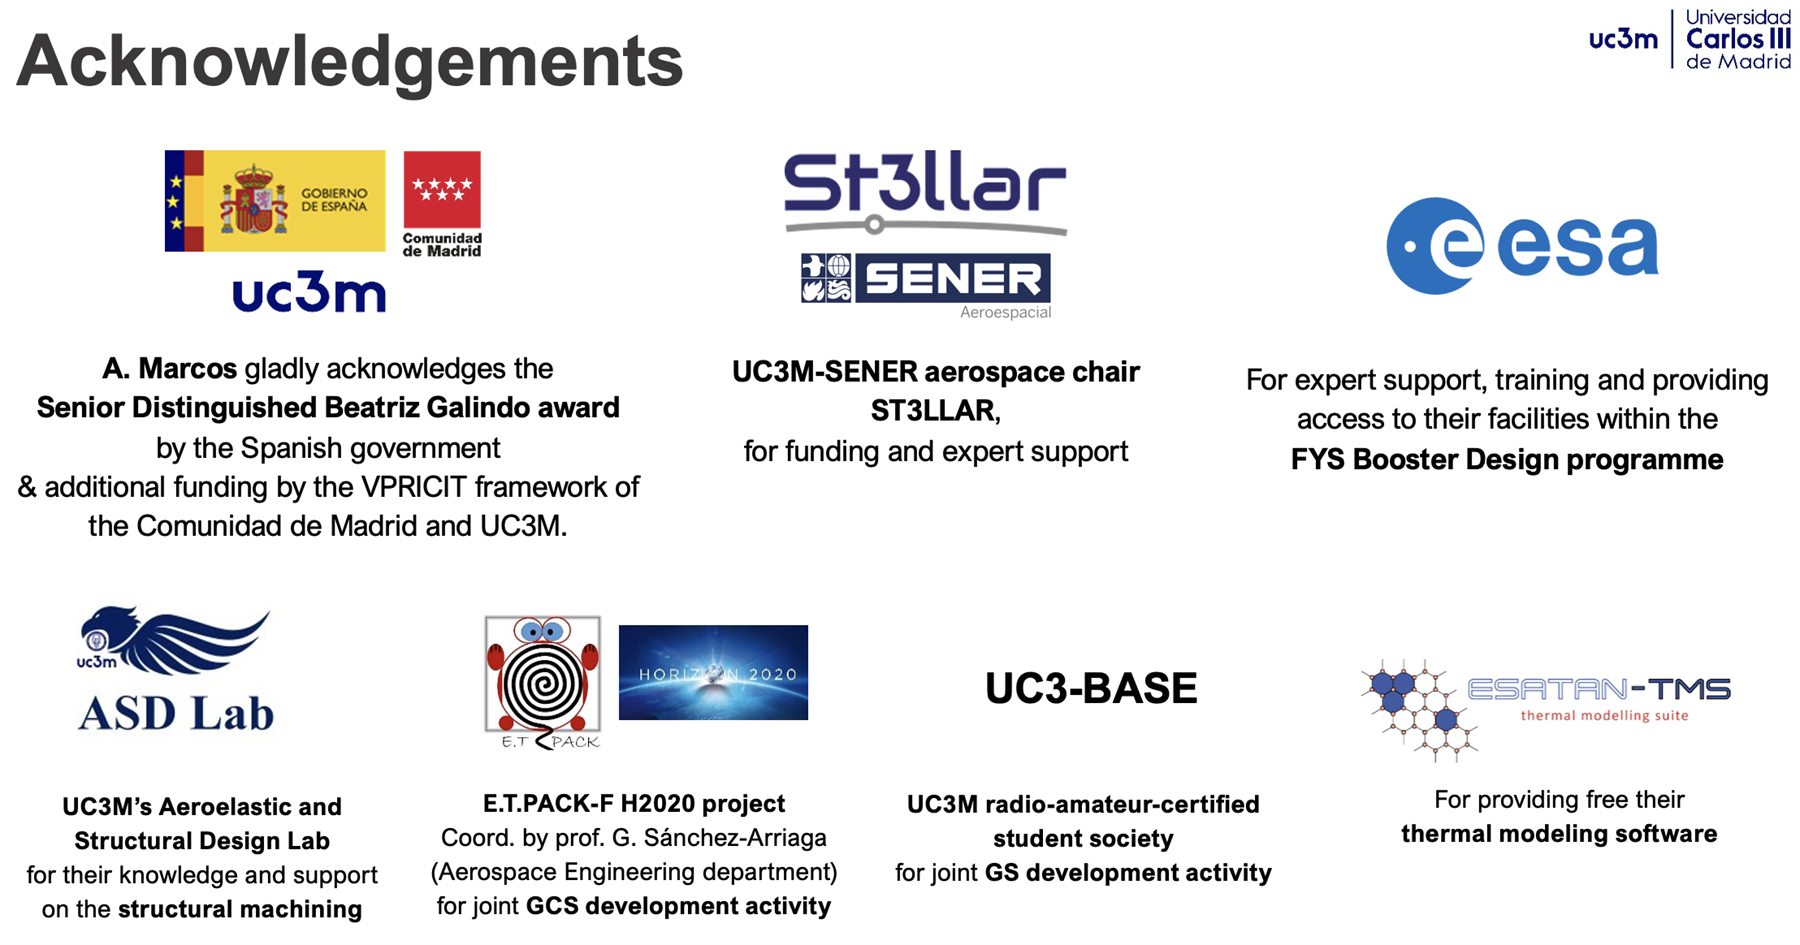 Acknowledgements
uc3m
Universidad
Carlos III
de Madrid
GOBIERNO
DE ESPAÑA
Comunidad
de Madrid
uc3m
A. Marcos gladly acknowledges the
Senior Distinguished Beatriz Galindo award
by the Spanish government
& additional funding by the VPRICIT framework of
the Comunidad de Madrid and UC3M.
St3llar
SENER
Aeroespacial
UC3M-SENER aerospace chair
ST3LLAR,
for funding and expert support
e esa
For expert support, training and providing
access to their facilities within the
FYS Booster Design programme
uc3m
ASD Lab
UC3M’s Aeroelastic and
Structural Design Lab
for their knowledge and support
on the structural machining
E.T PACK
HORIZON 2020
E.T.PACK-F H2020 project
Coord. by prof. G. Sánchez-Arriaga
(Aerospace Engineering department)
for joint GCS development activity
UC3-BASE
UC3M radio-amateur-certified
student society
for joint GS development activity
ESATAN-TMS
thermal modelling suite
For providing free their
thermal modeling software